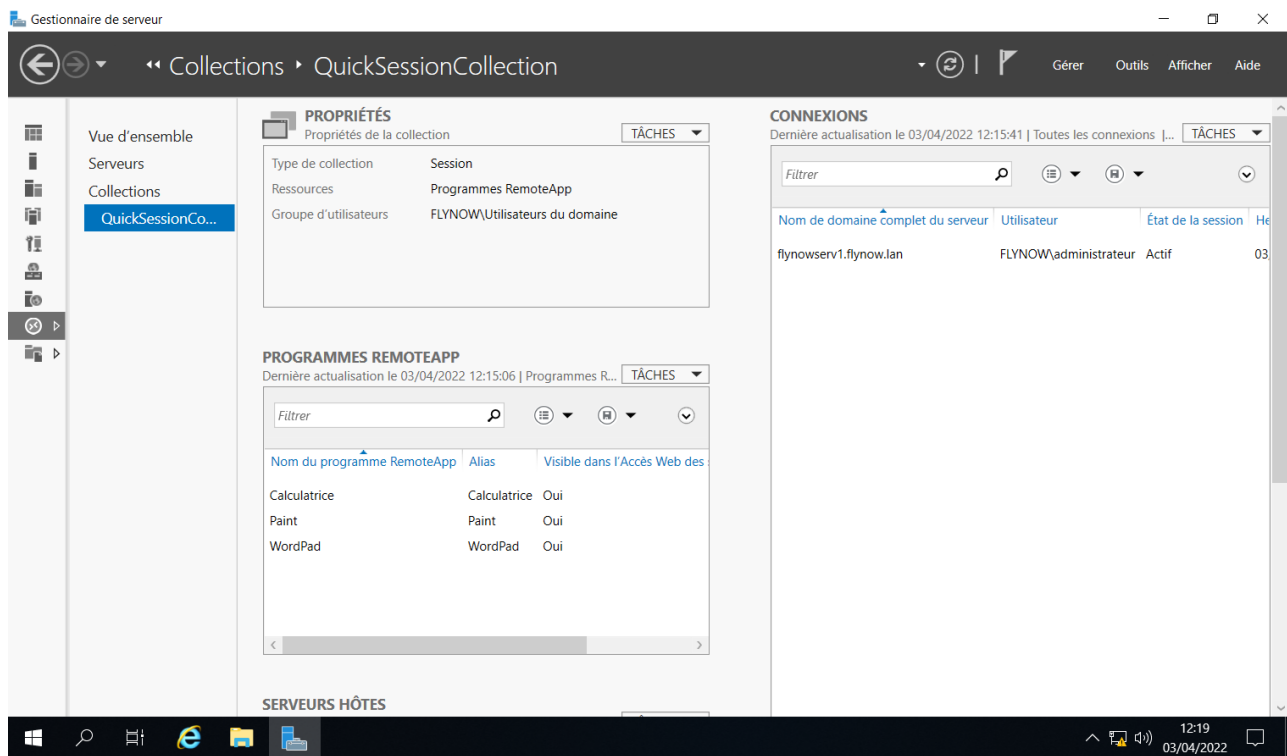 Gestionnaire de serveur
Collections QuickSessionCollection
Gérer Outils Afficher Aide
Vue d'ensemble
Serveurs
Collections
QuickSessionCo...
PROPRIÉTÉS
Propriétés de la collection
TÂCHES
Type de collection Session
Ressources Programmes RemoteApp
Groupe d'utilisateurs FLYNOW\Utilisateurs du domaine
PROGRAMMES REMOTEAPP
Dernière actualisation le 03/04/2022 12:15:06 | Programmes R... TÂCHES
Filtrer
Nom du programme RemoteApp Alias Visible dans l'Accès Web des
Calculatrice Calculatrice Oui
Paint Paint Oui
WordPad WordPad Oui
SERVEURS HÔTES
CONNEXIONS
Dernière actualisation le 03/04/2022 12:15:41 | Toutes les connexions |... TÂCHES
Filtrer
Nom de domaine complet du serveur Utilisateur État de la session He
flynowserv1.flynow.lan FLYNOW\administrateur Actif 03
12:19
03/04/2022